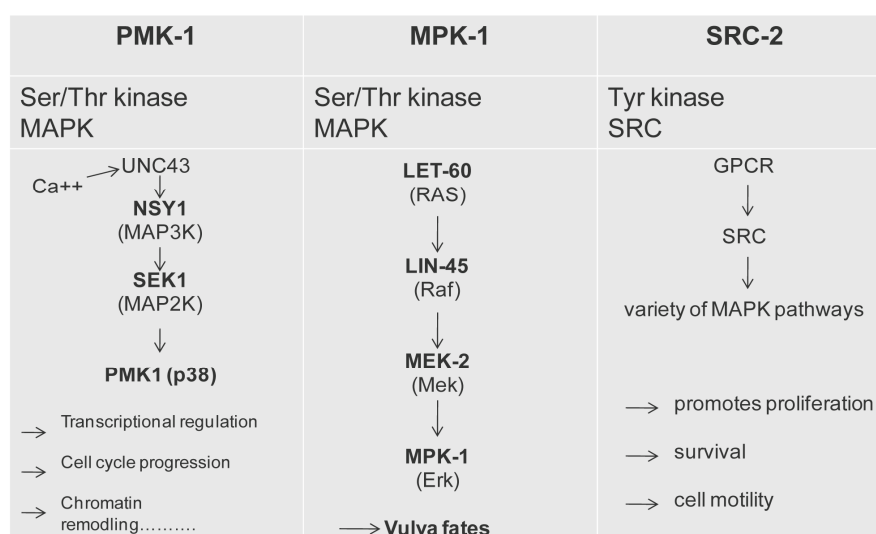 PMK-1
MPK-1
SRC-2
Ser/Thr kinase
MAPK
Ser/Thr kinase
MAPK
Tyr kinase
SRC
UNC43
Ca++
NSY1
(MAP3K)
SEK1
(MAP2K)
PMK1 (p38)
Transcriptional regulation
Cell cycle progression
Chromatin
remodling..........
LET-60
(RAS)
LIN-45
(Raf)
MEK-2
(Mek)
MPK-1
(Erk)
Vulva fates
GPCR
SRC
variety of MAPK pathways
promotes proliferation
survival
cell motility